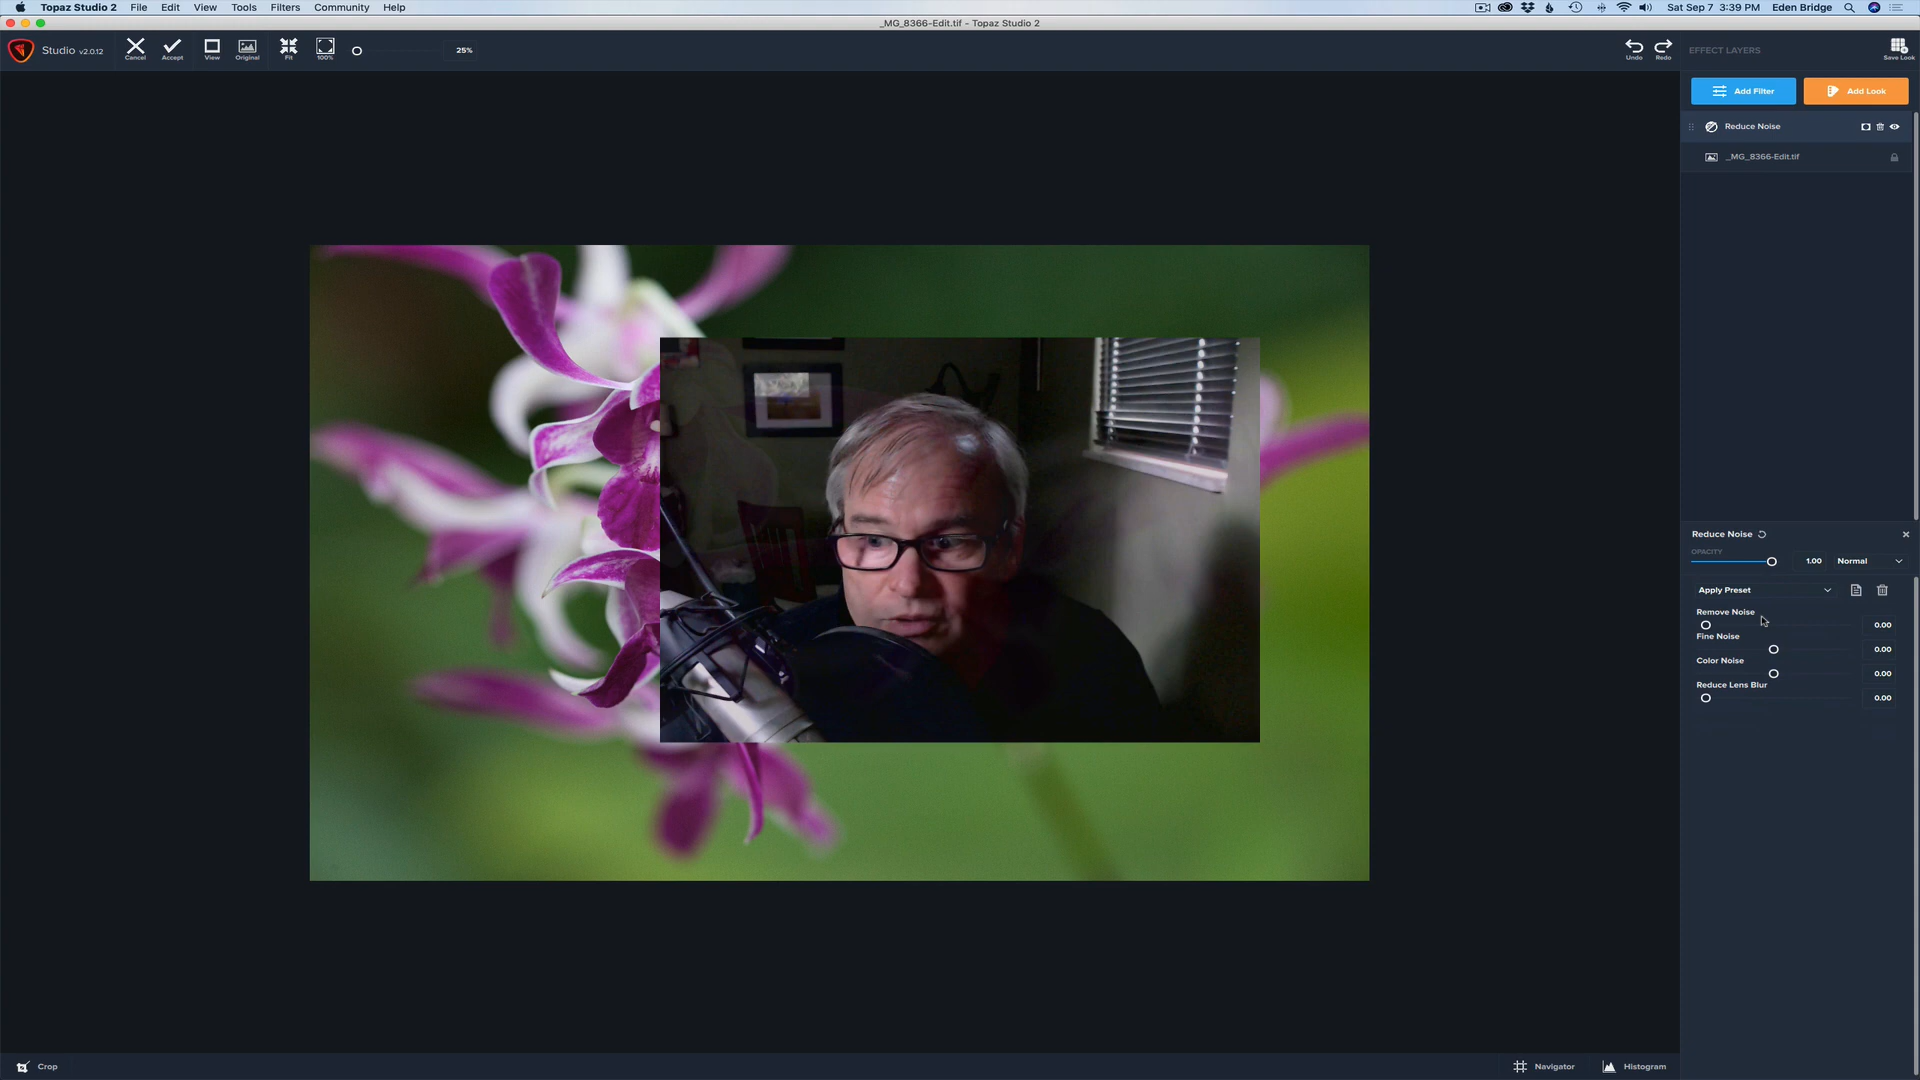 Topaz Studio 2 File Edit View Tools Filters Community Help Sat Sep 7 3:39 PM Eden Bridge
_MG_8366-Edit.tif - Topaz Studio 2
Studio v2.0.12
Cancel Accept View Original Fit 100% 25% Undo Redo
EFFECT LAYERS
Save Look
Add Filter Add Look
Reduce Noise
_MG_8366-Edit.tif
Reduce Noise
OPACITY
1.00 Normal
Apply Preset
Remove Noise
0.00
Fine Noise
0.00
Color Noise
0.00
Reduce Lens Blur
0.00
Crop Navigator Histogram